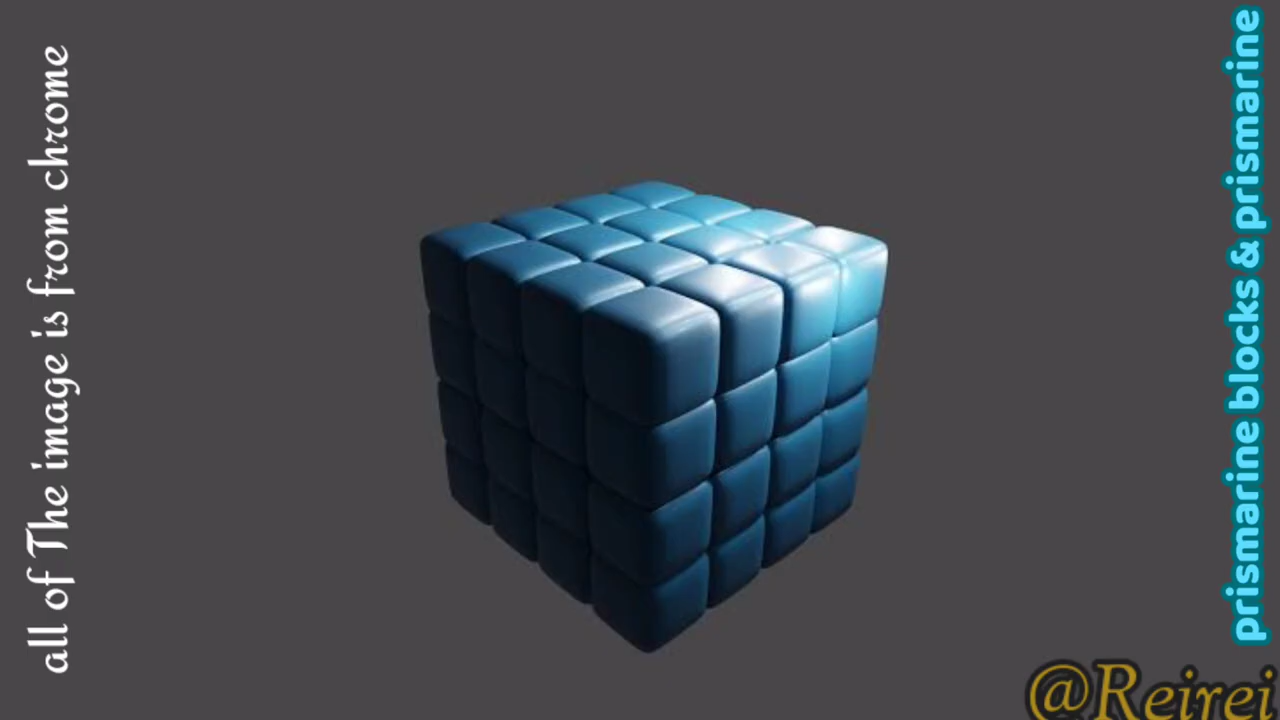 all of The image is from chrome
prismarine blocks & prismarine
@Reirei